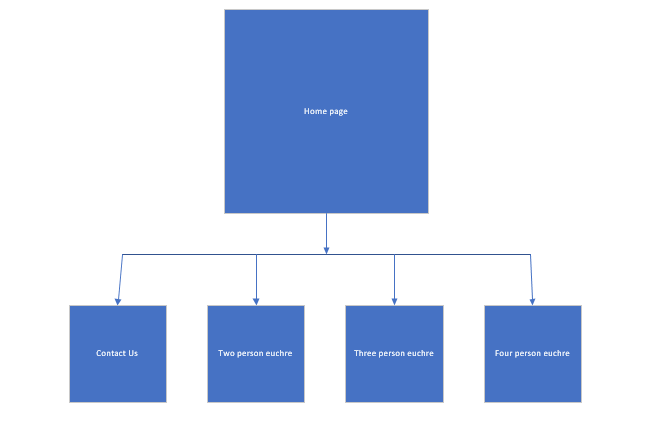 Home page
Contact Us
Two person euchre
Three person euchre
Four person euchre